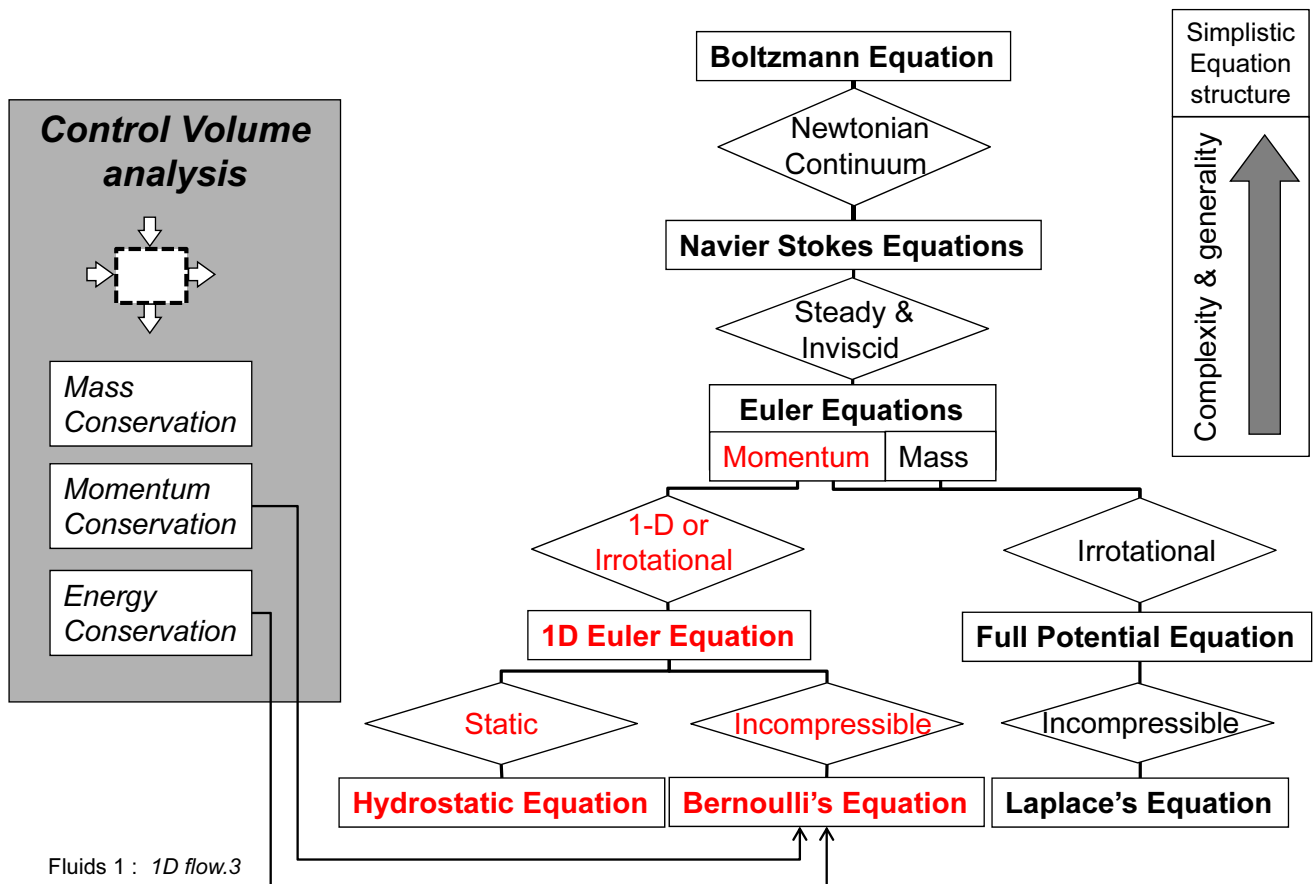 Control Volume
analysis
Mass
Conservation
Momentum
Conservation
Energy
Conservation
Boltzmann Equation
Newtonian
Continuum
Navier Stokes Equations
Steady &
Inviscid
Euler Equations
Momentum
Mass
1-D or
Irrotational
Irrotational
1D Euler Equation
Full Potential Equation
Static
Incompressible
Incompressible
Hydrostatic Equation
Bernoulli’s Equation
Laplace’s Equation
Simplistic
Equation
structure
Complexity & generality
Fluids 1 : 1D flow.3